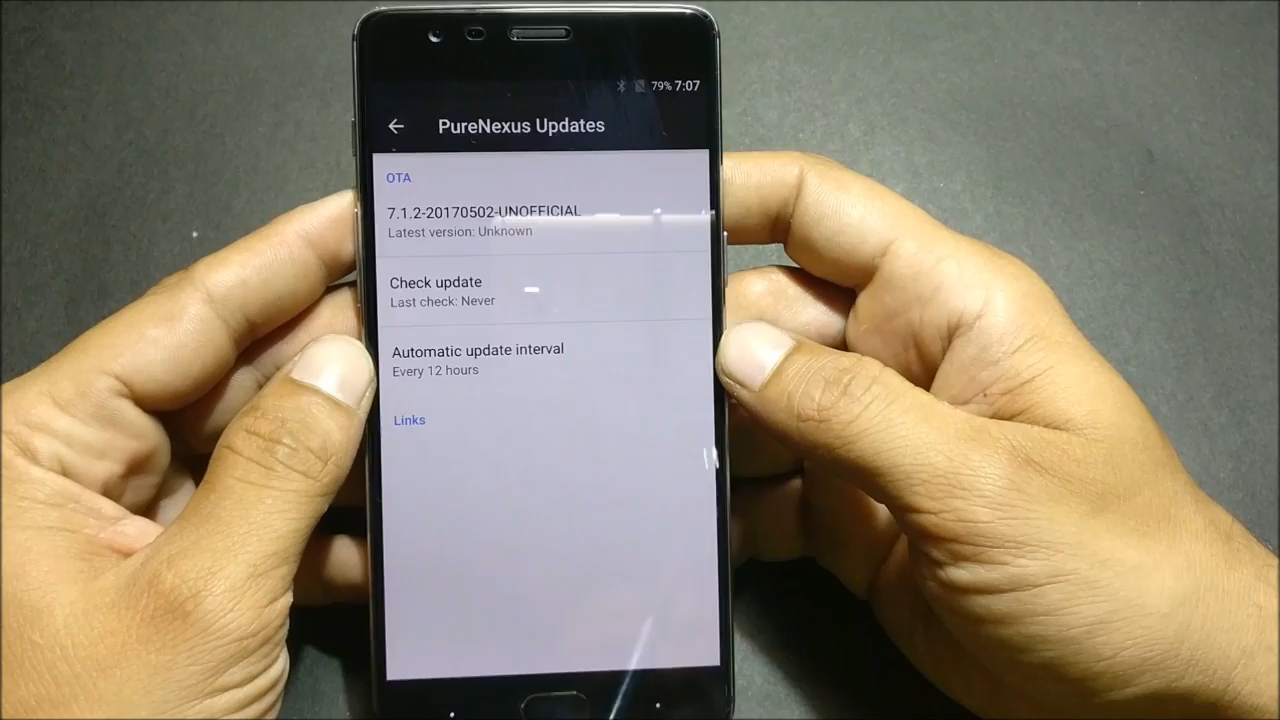 79% 7:07
PureNexus Updates
OTA
7.1.2-20170502-UNOFFICIAL
Latest version: Unknown
Check update
Last check: Never
Automatic update interval
Every 12 hours
Links